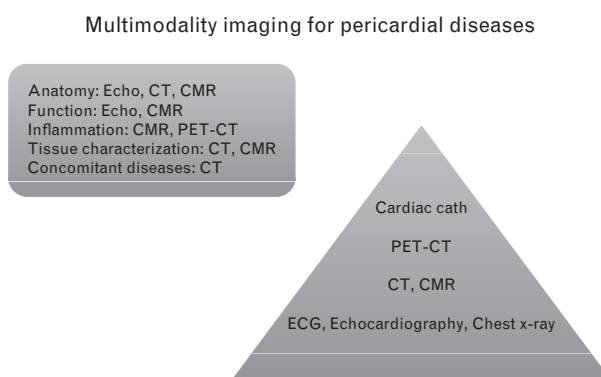 Multimodality imaging for pericardial diseases
Anatomy: Echo, CT, CMR
Function: Echo, CMR
Inflammation: CMR, PET-CT
Tissue characterization: CT, CMR
Concomitant diseases: CT
Cardiac cath
PET-CT
CT, CMR
ECG, Echocardiography, Chest x-ray